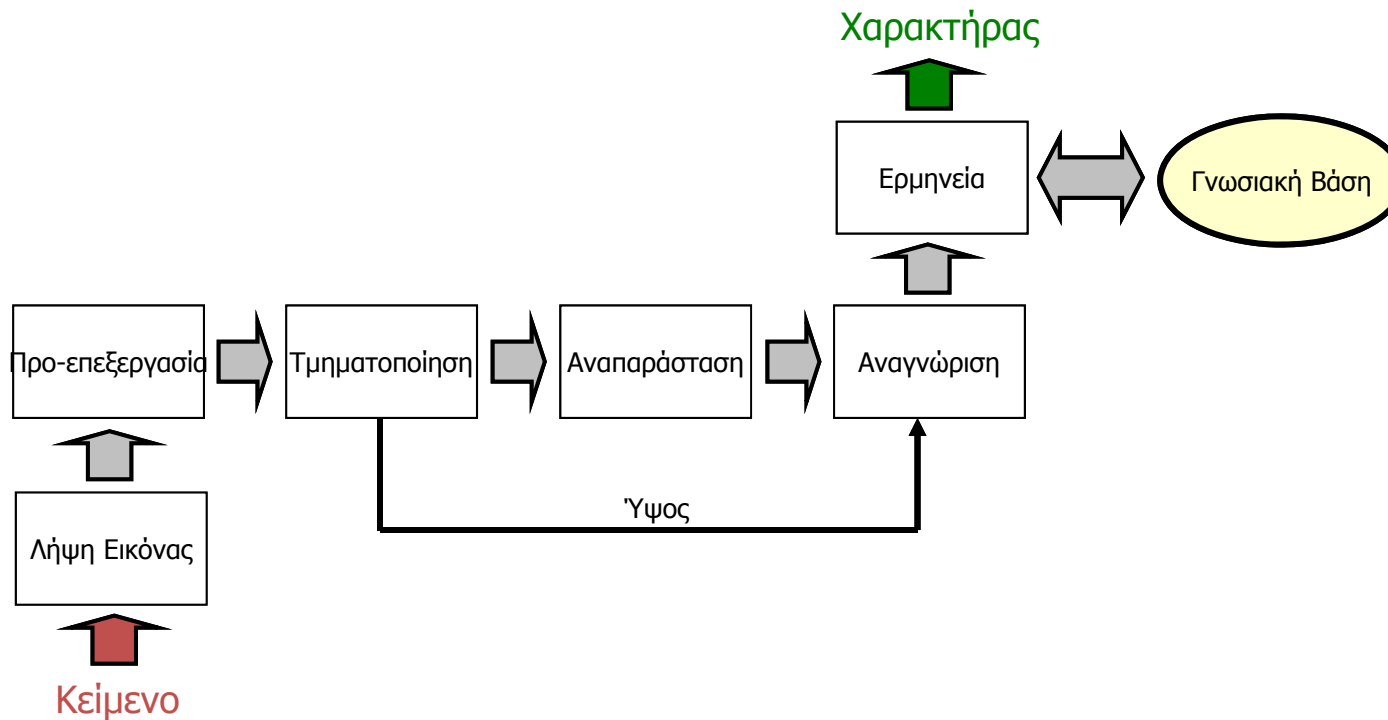 Χαρακτήρας
Ερμηνεία
Γνωσιακή Βάση
Προ-επεξεργασία
Τμηματοποίηση
Αναπαράσταση
Αναγνώριση
Ύψος
Λήψη Εικόνας
Κείμενο